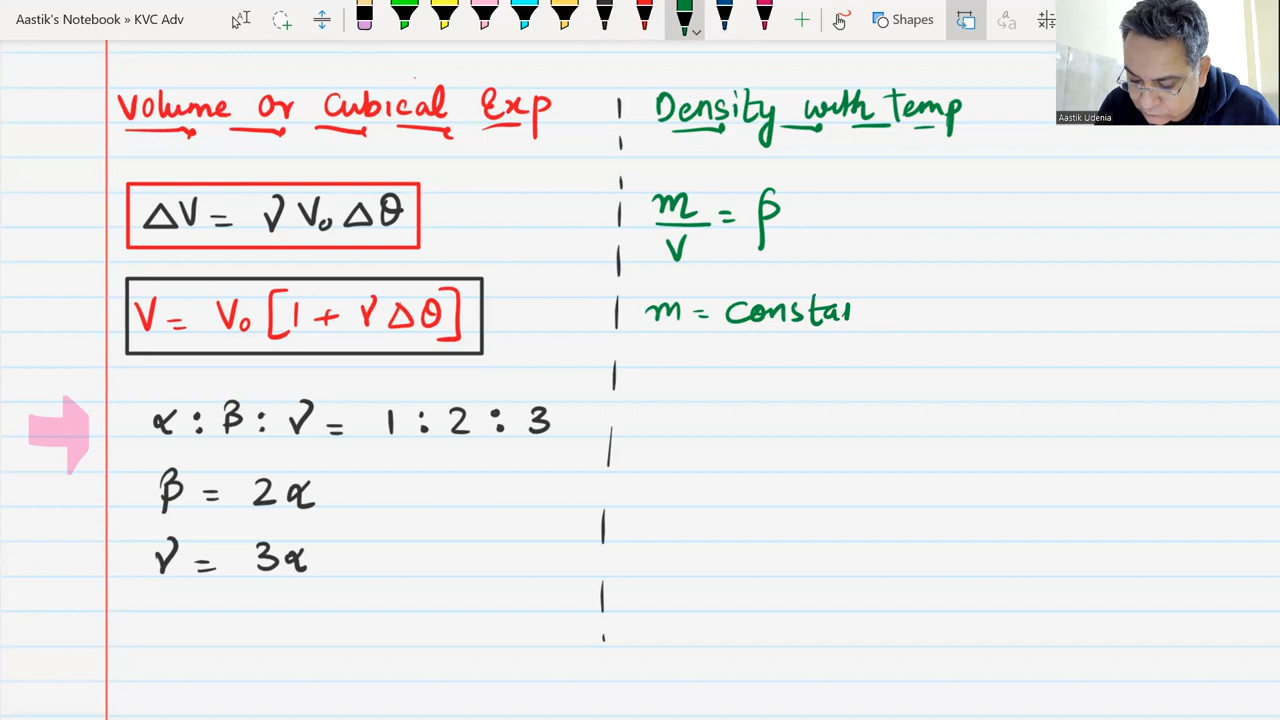 Aastik's Notebook » KVC Adv
Shapes
Aastik Udenia
Volume or Cubical Exp
ΔV = γ V₀ Δθ
V = V₀ [1 + γ Δθ]
α : β : γ = 1 : 2 : 3
β = 2α
γ = 3α
Density with temp
m/V = ρ
m = constan